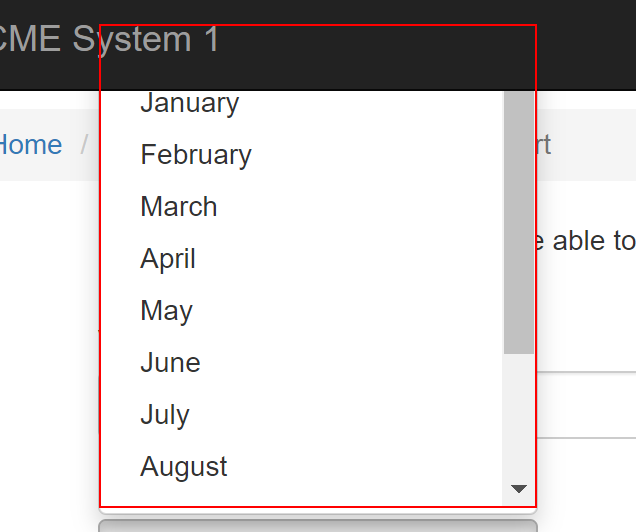 CME System 1
January
Home /
rt
February
March
e able to
April
May
June
July
August